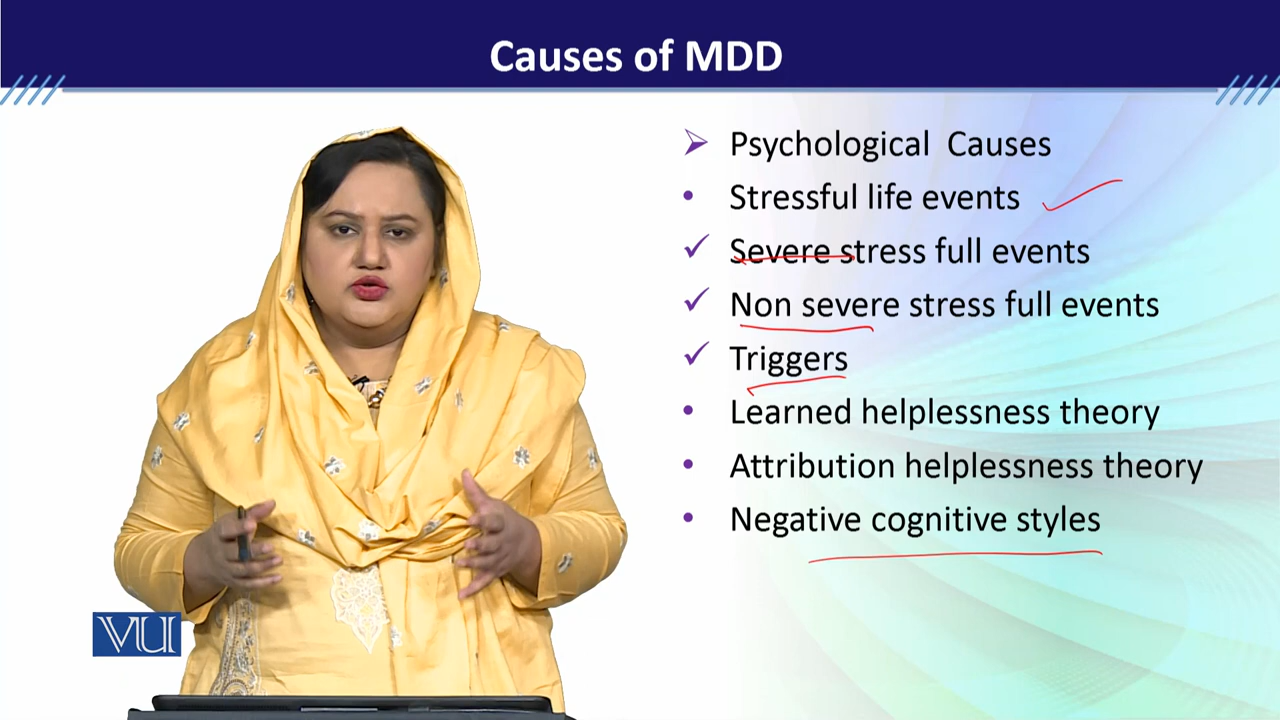 Causes of MDD
Psychological Causes
Stressful life events
Severe stress full events
Non severe stress full events
Triggers
Learned helplessness theory
Attribution helplessness theory
Negative cognitive styles
VU